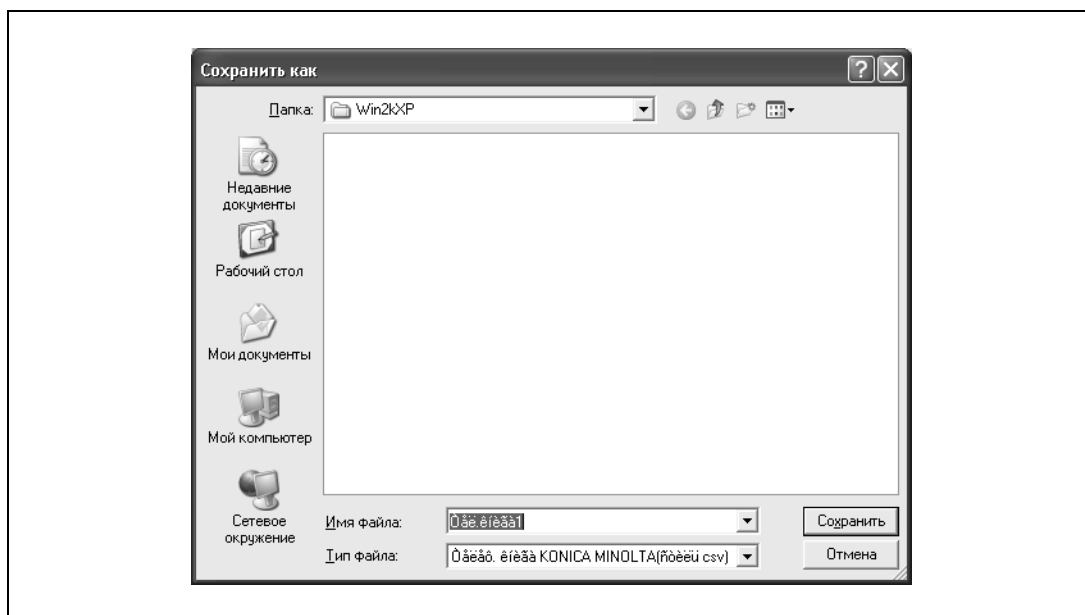 Сохранить как
Папка: Win2kXP
Недавние
документы
Рабочий стол
Мои документы
Мой компьютер
Сетевое
окружение
Имя файла: Òåë.êíèãà1
Сохранить
Тип файла: Òåëåô. êíèãà KONICA MINOLTA(ñòèëü csv)
Отмена